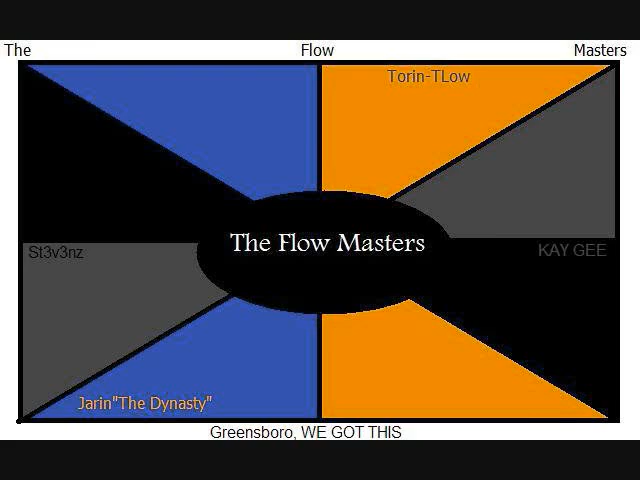 The Flow Masters
Torin-TLow
The Flow Masters
St3v3nz
KAY GEE
Jarin"The Dynasty"
Greensboro, WE GOT THIS